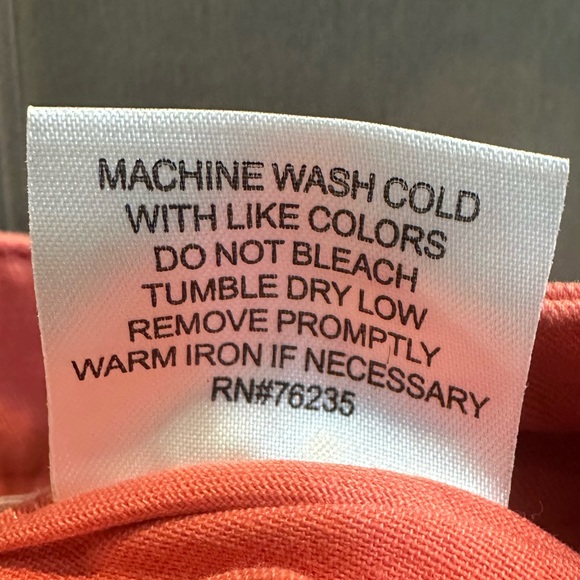 MACHINE WASH COLD
WITH LIKE COLORS
DO NOT BLEACH
TUMBLE DRY LOW
REMOVE PROMPTLY
WARM IRON IF NECESSARY
RN#76235